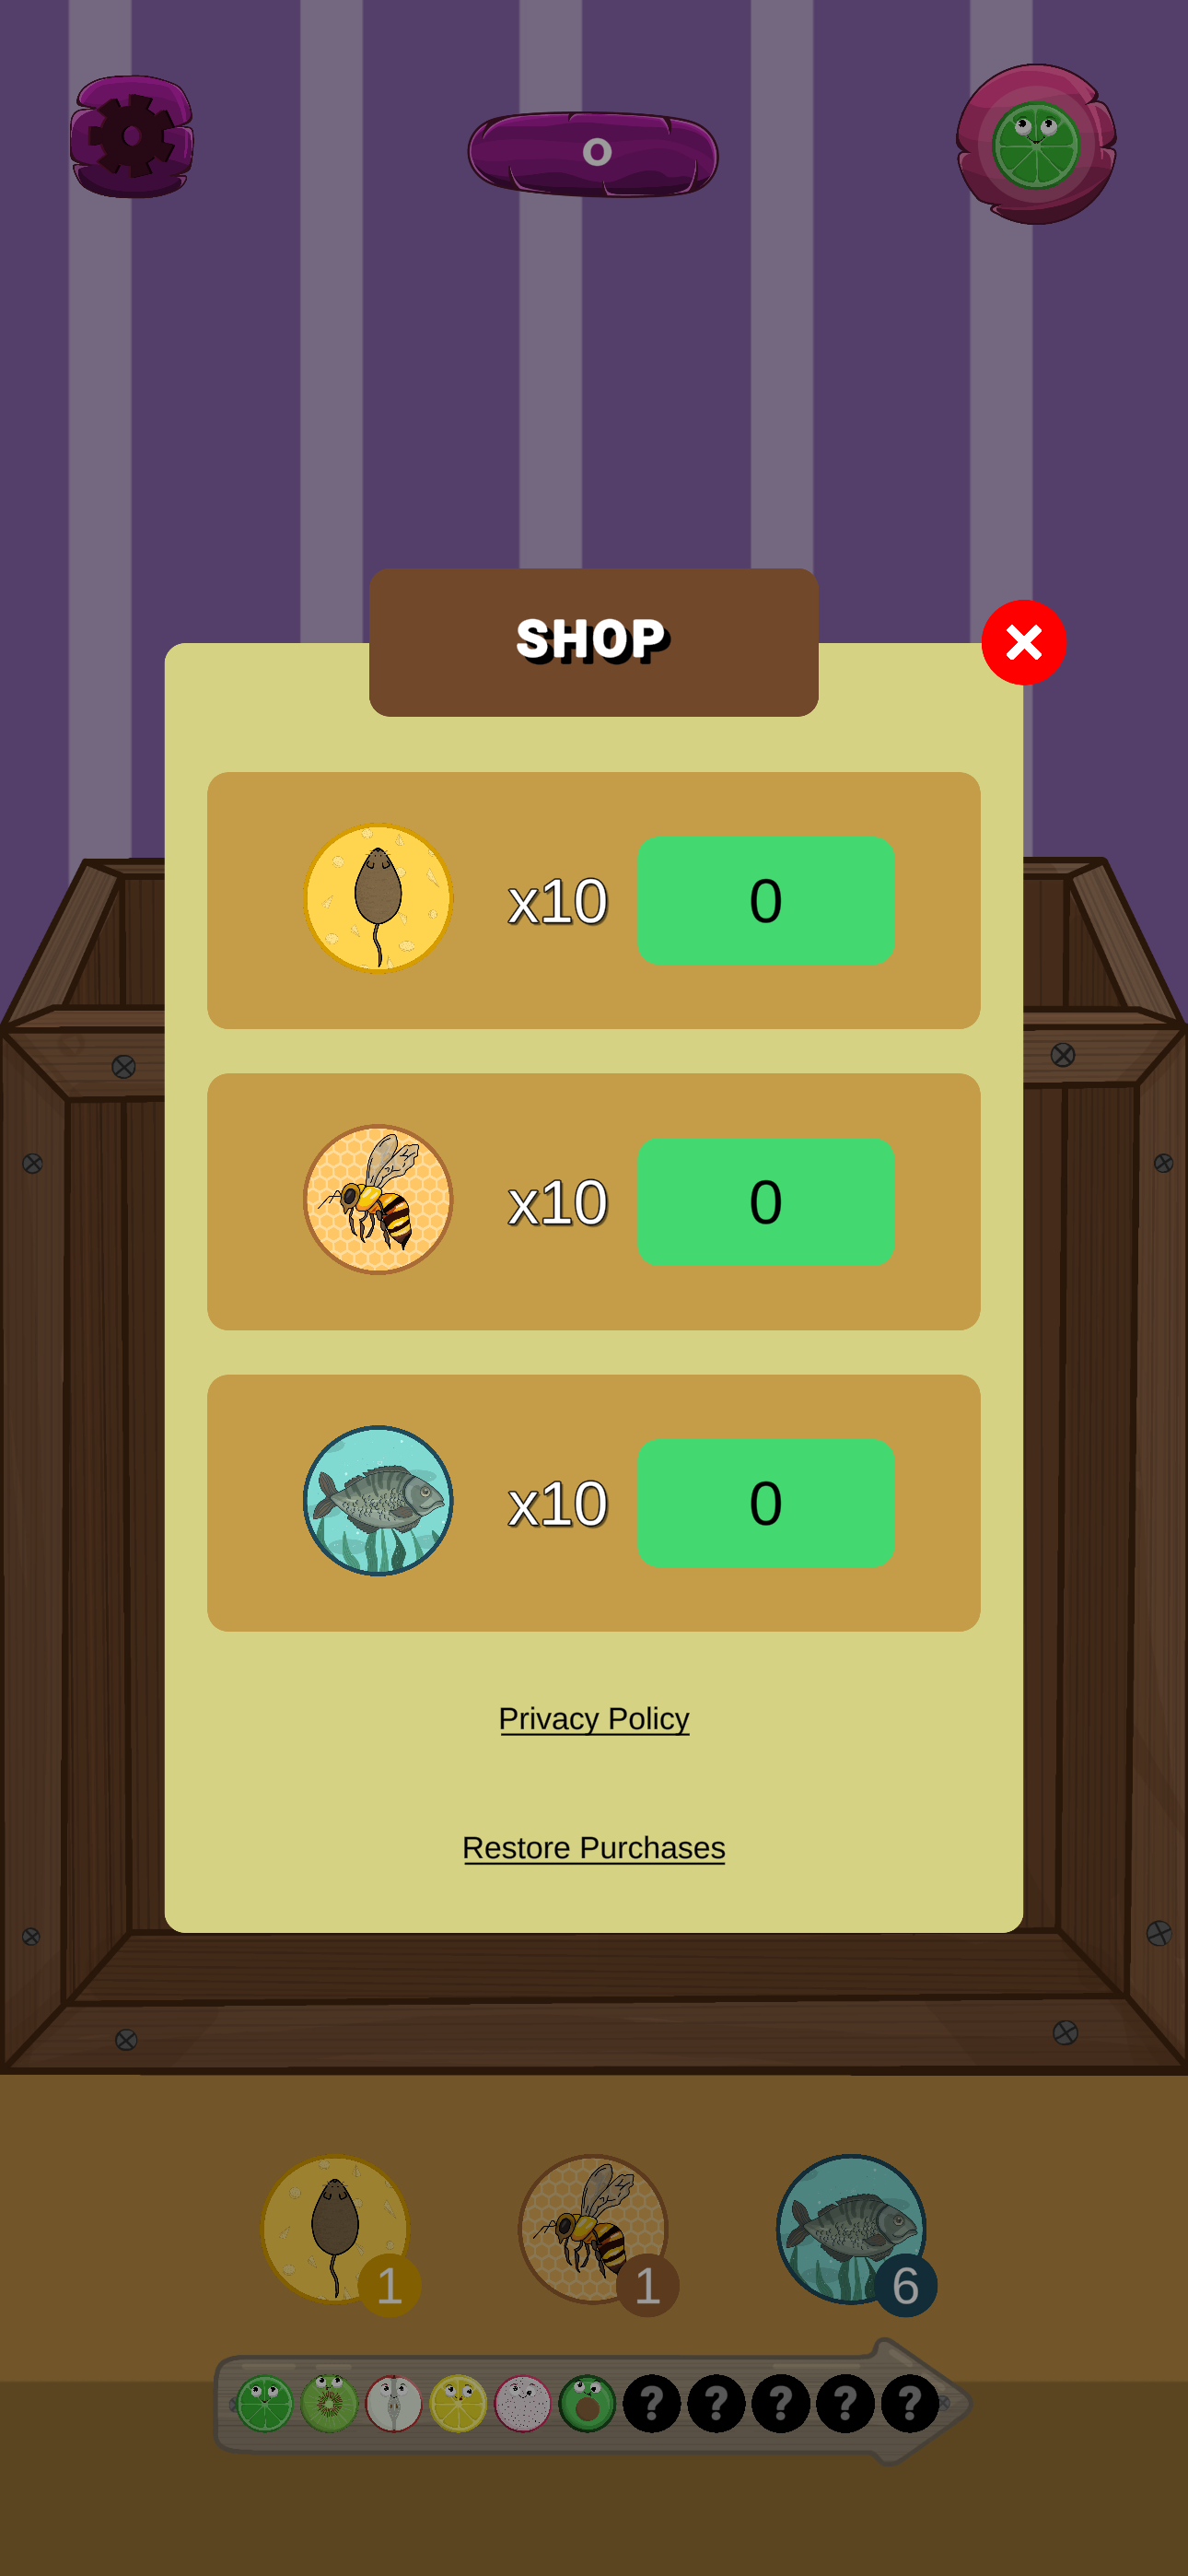 0
SHOP
x10 0
x10 0
x10 0
Privacy Policy
Restore Purchases
1 1 6
? ? ? ? ?